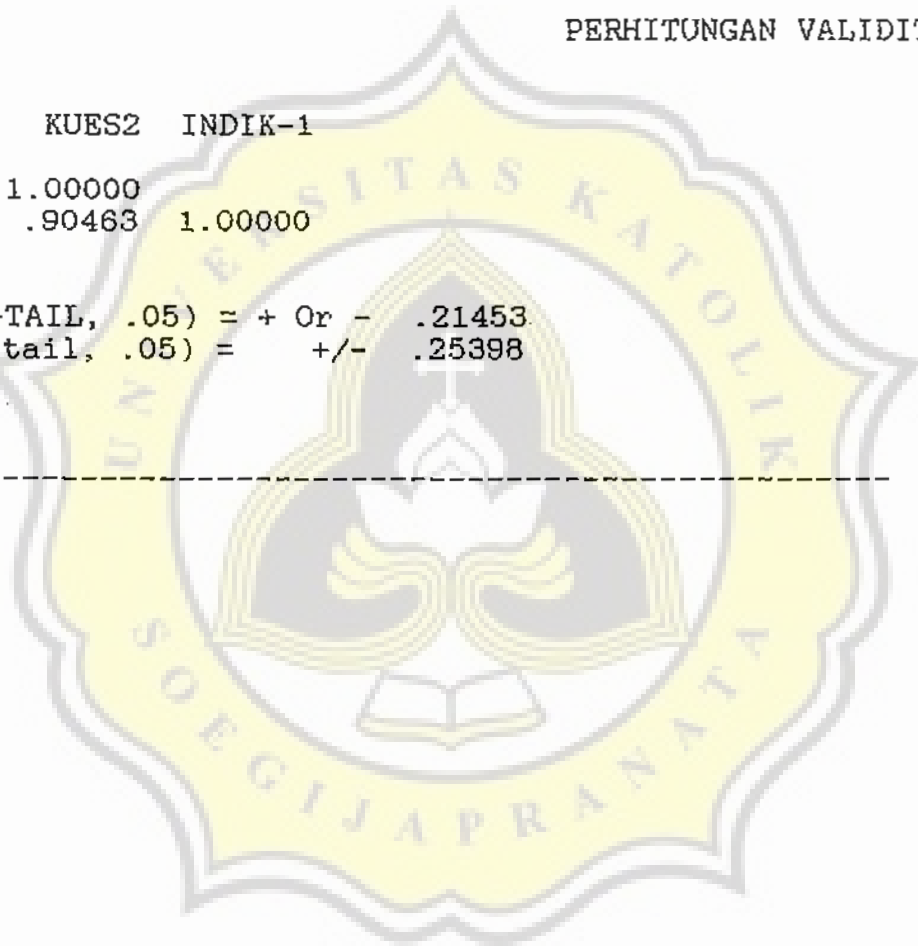 PERHITUNGAN VALIDIT
KUES2 INDIK-1
1.00000
.90463 1.00000
-TAIL, .05) = + Or - .21453
tail, .05) = +/- .25398
UNIVERSITAS KATOLIK
SOEGIJAPRANATA